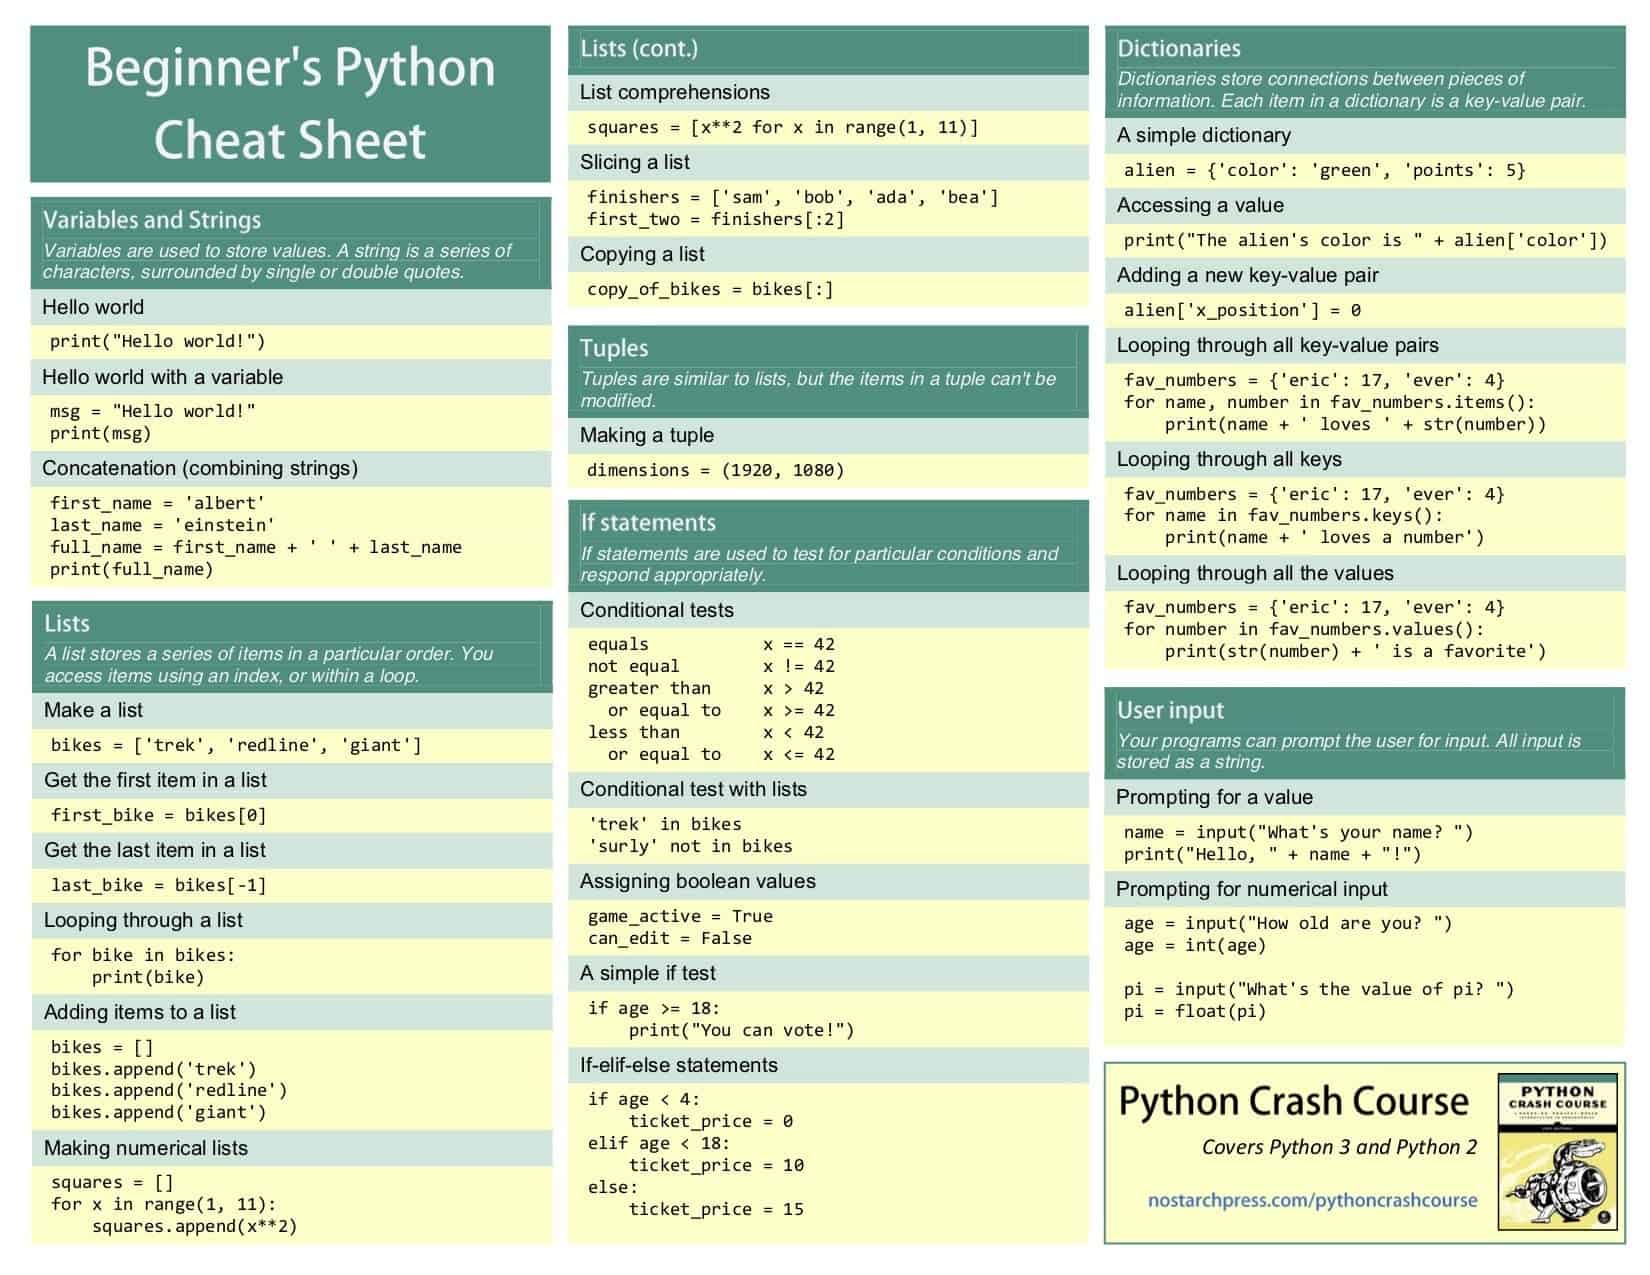 Beginner's Python
Cheat Sheet
Variables and Strings
Variables are used to store values. A string is a series of
characters, surrounded by single or double quotes.
Hello world
print("Hello world!")
Hello world with a variable
msg = "Hello world!"
print(msg)
Concatenation (combining strings)
first_name = 'albert'
last_name = 'einstein'
full_name = first_name + ' ' + last_name
print(full_name)
Lists
A list stores a series of items in a particular order. You
access items using an index, or within a loop.
Make a list
bikes = ['trek', 'redline', 'giant']
Get the first item in a list
first_bike = bikes[0]
Get the last item in a list
last_bike = bikes[-1]
Looping through a list
for bike in bikes:
    print(bike)
Adding items to a list
bikes = []
bikes.append('trek')
bikes.append('redline')
bikes.append('giant')
Making numerical lists
squares = []
for x in range(1, 11):
    squares.append(x**2)
Lists (cont.)
List comprehensions
squares = [x**2 for x in range(1, 11)]
Slicing a list
finishers = ['sam', 'bob', 'ada', 'bea']
first_two = finishers[:2]
Copying a list
copy_of_bikes = bikes[:]
Tuples
Tuples are similar to lists, but the items in a tuple can't be
modified.
Making a tuple
dimensions = (1920, 1080)
If statements
If statements are used to test for particular conditions and
respond appropriately.
Conditional tests
equals x == 42
not equal x != 42
greater than x > 42
  or equal to x >= 42
less than x < 42
  or equal to x <= 42
Conditional test with lists
'trek' in bikes
'surly' not in bikes
Assigning boolean values
game_active = True
can_edit = False
A simple if test
if age >= 18:
    print("You can vote!")
If-elif-else statements
if age < 4:
    ticket_price = 0
elif age < 18:
    ticket_price = 10
else:
    ticket_price = 15
Dictionaries
Dictionaries store connections between pieces of
information. Each item in a dictionary is a key-value pair.
A simple dictionary
alien = {'color': 'green', 'points': 5}
Accessing a value
print("The alien's color is " + alien['color'])
Adding a new key-value pair
alien['x_position'] = 0
Looping through all key-value pairs
fav_numbers = {'eric': 17, 'ever': 4}
for name, number in fav_numbers.items():
    print(name + ' loves ' + str(number))
Looping through all keys
fav_numbers = {'eric': 17, 'ever': 4}
for name in fav_numbers.keys():
    print(name + ' loves a number')
Looping through all the values
fav_numbers = {'eric': 17, 'ever': 4}
for number in fav_numbers.values():
    print(str(number) + ' is a favorite')
User input
Your programs can prompt the user for input. All input is
stored as a string.
Prompting for a value
name = input("What's your name? ")
print("Hello, " + name + "!")
Prompting for numerical input
age = input("How old are you? ")
age = int(age)
pi = input("What's the value of pi? ")
pi = float(pi)
Python Crash Course
Covers Python 3 and Python 2
nostarchpress.com/pythoncrashcourse
PYTHON
CRASH COURSE